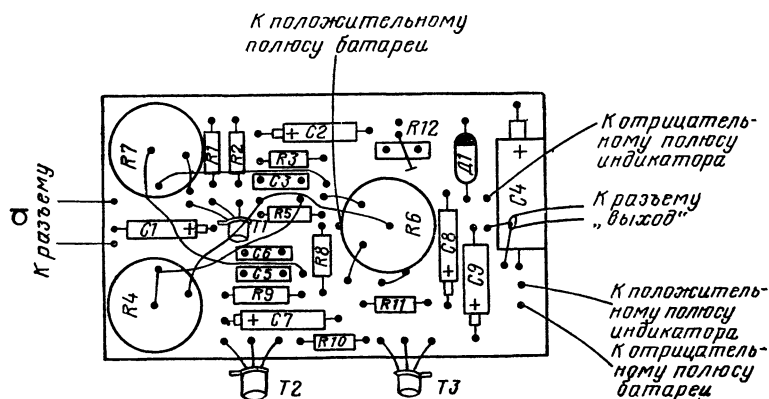 К положительному
полюсу батареи
R7
R1
R2
+ C2
R12
R3
C3
Д1
+
C4
К отрицатель-
ному полюсу
индикатора
а
К разъему
C1 +
T1
R5
R6
R8
C8
+
C9
+
К разъему
„выход"
R4
C6
C5
R9
+ C7
R11
R10
К положитель-
ному полюсу
индикатора
К отрицатель-
ному полюсу
батареи
T2
T3